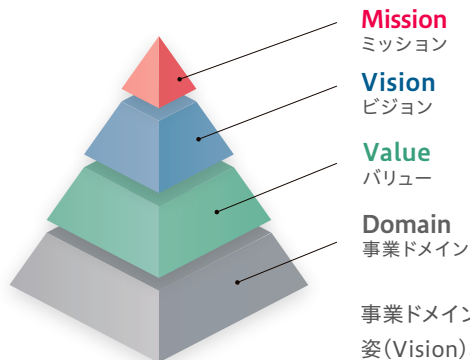 Mission
ミッション
Vision
ビジョン
Value
バリュー
Domain
事業ドメイン
事業ドメイン
姿(Vision)